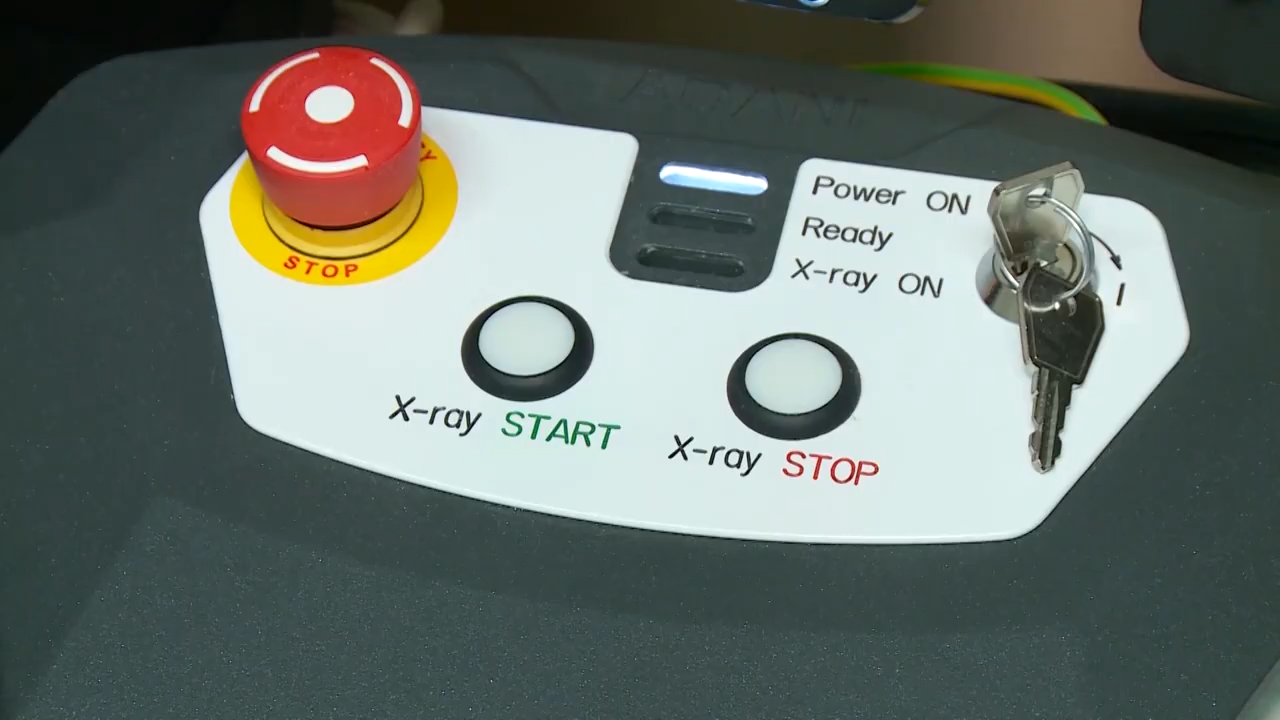 STOP
Power ON
Ready
X-ray ON
I
X-ray START
X-ray STOP